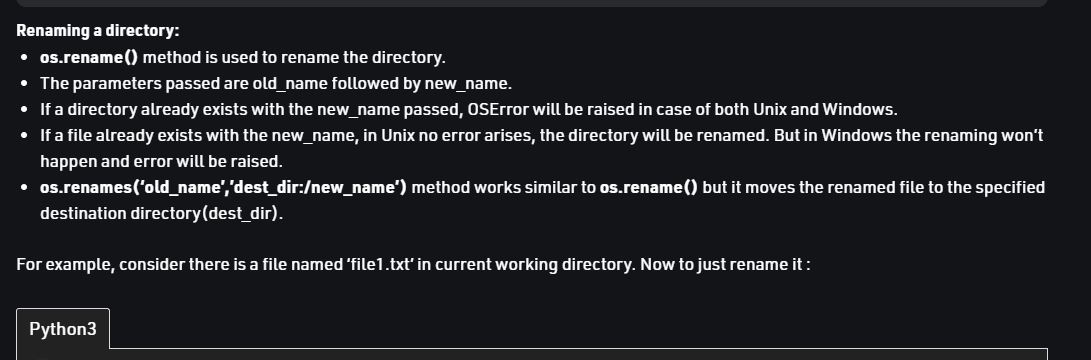 Renaming a directory:
• os.rename() method is used to rename the directory.
• The parameters passed are old_name followed by new_name.
• If a directory already exists with the new_name passed, OSError will be raised in case of both Unix and Windows.
• If a file already exists with the new_name, in Unix no error arises, the directory will be renamed. But in Windows the renaming won’t
happen and error will be raised.
• os.renames(‘old_name’,’dest_dir:/new_name’) method works similar to os.rename() but it moves the renamed file to the specified
destination directory(dest_dir).
For example, consider there is a file named ‘file1.txt’ in current working directory. Now to just rename it :
Python3